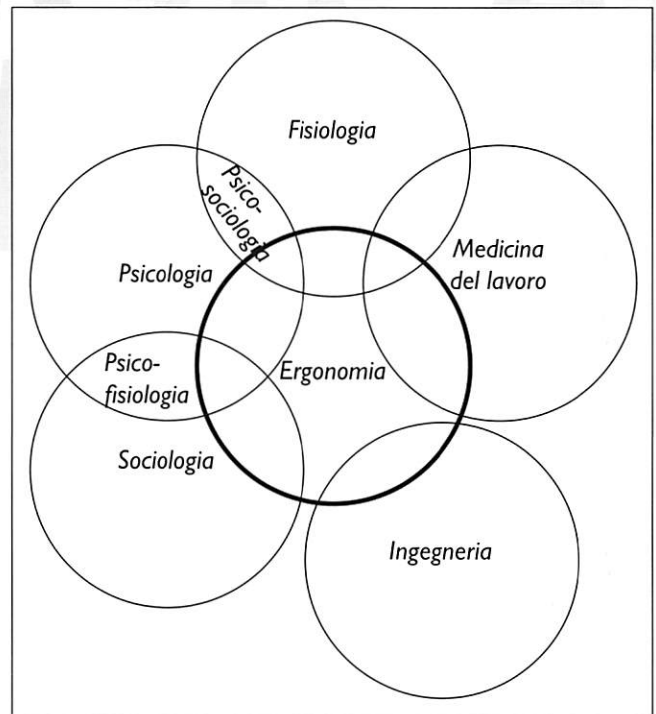 Fisiologia
Psico-
sociologia
Medicina
del lavoro
Psicologia
Psico-
fisiologia
Ergonomia
Sociologia
Ingegneria